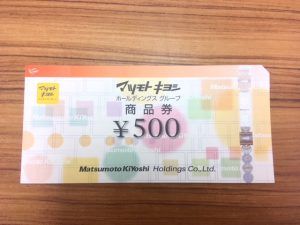 マツモト キヨシ
マツモト キヨシ
ホールディングス グループ
商品券
¥500
Matsumoto KiYoshi Holdings Co.,Ltd.